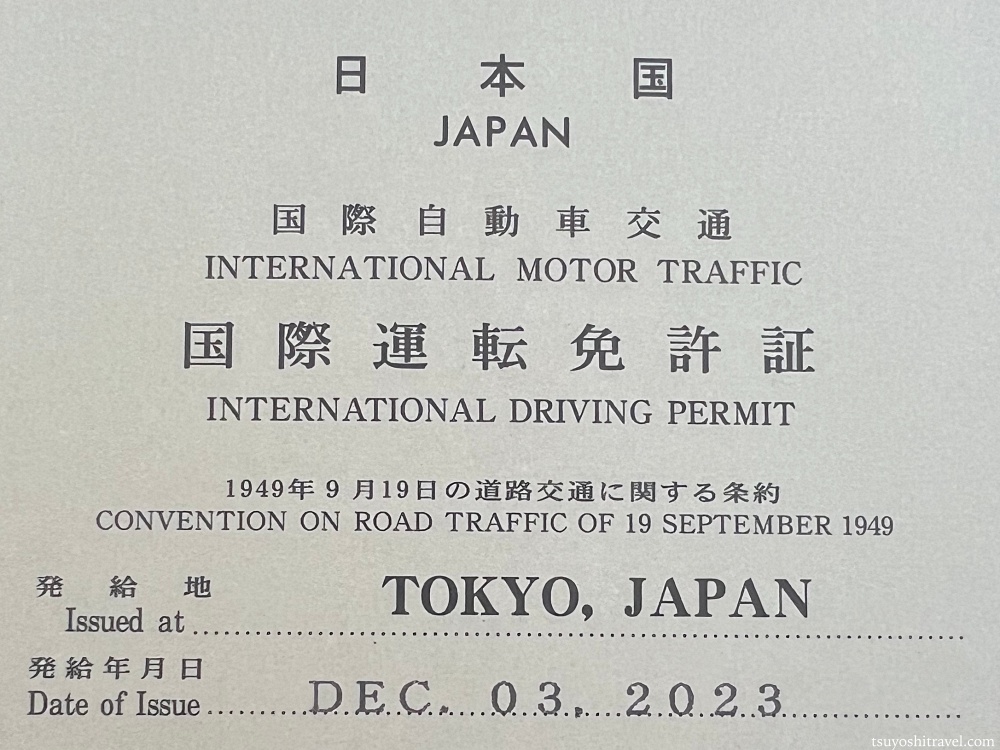 日本国
JAPAN
国際自動車交通
INTERNATIONAL MOTOR TRAFFIC
国際運転免許証
INTERNATIONAL DRIVING PERMIT
1949年9月19日の道路交通に関する条約
CONVENTION ON ROAD TRAFFIC OF 19 SEPTEMBER 1949
発給地
Issued at TOKYO, JAPAN
発給年月日
Date of Issue DEC. 03. 2023
tsuyoshitravel.com